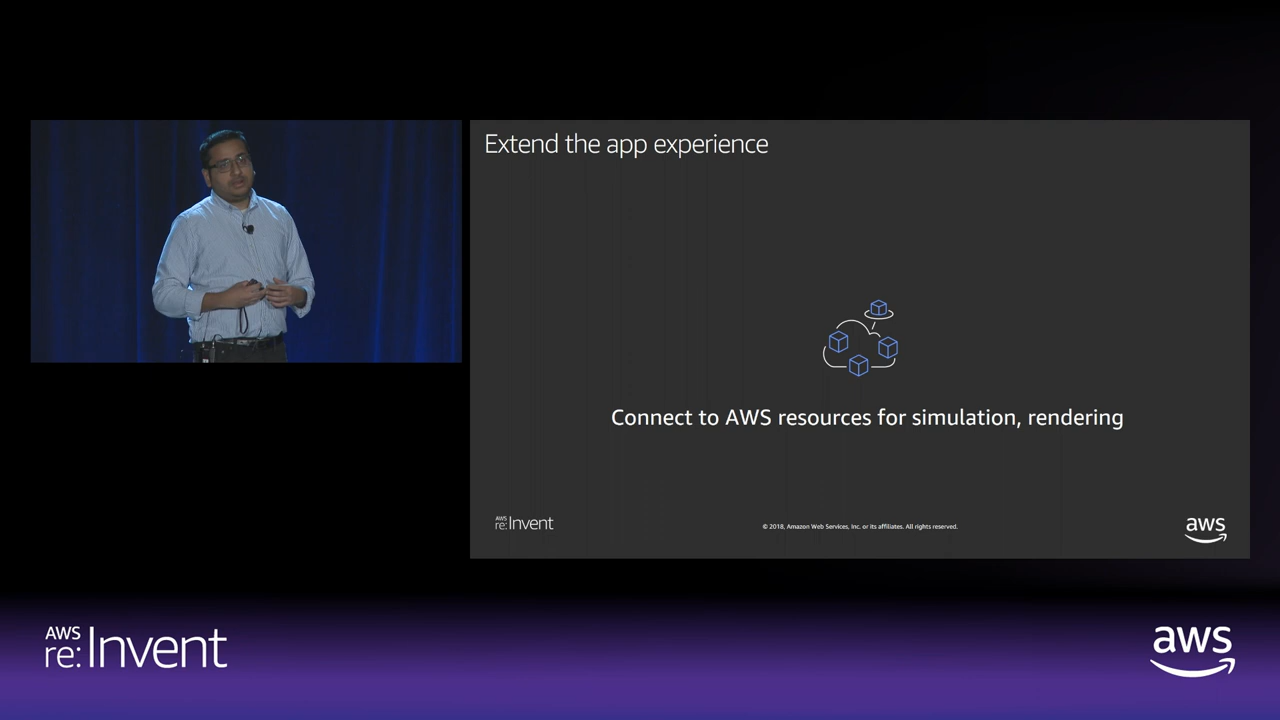 Extend the app experience
Connect to AWS resources for simulation, rendering
AWS
re:Invent
© 2018, Amazon Web Services, Inc. or its affiliates. All rights reserved.
aws
AWS
re:Invent
aws